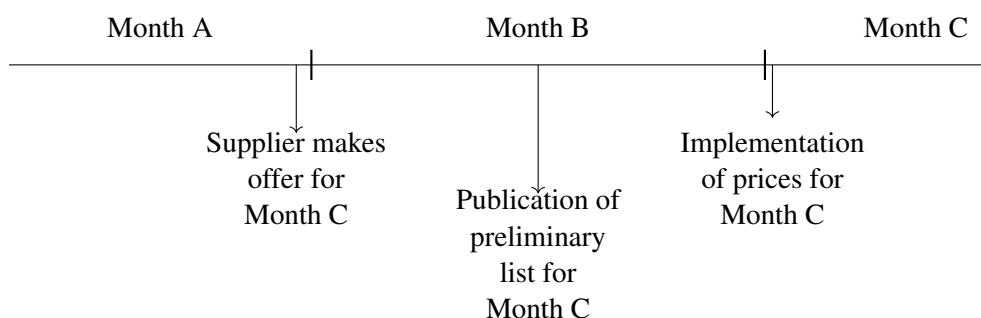 Month A
Month B
Month C
Supplier makes
offer for
Month C
Publication of
preliminary
list for
Month C
Implementation
of prices for
Month C